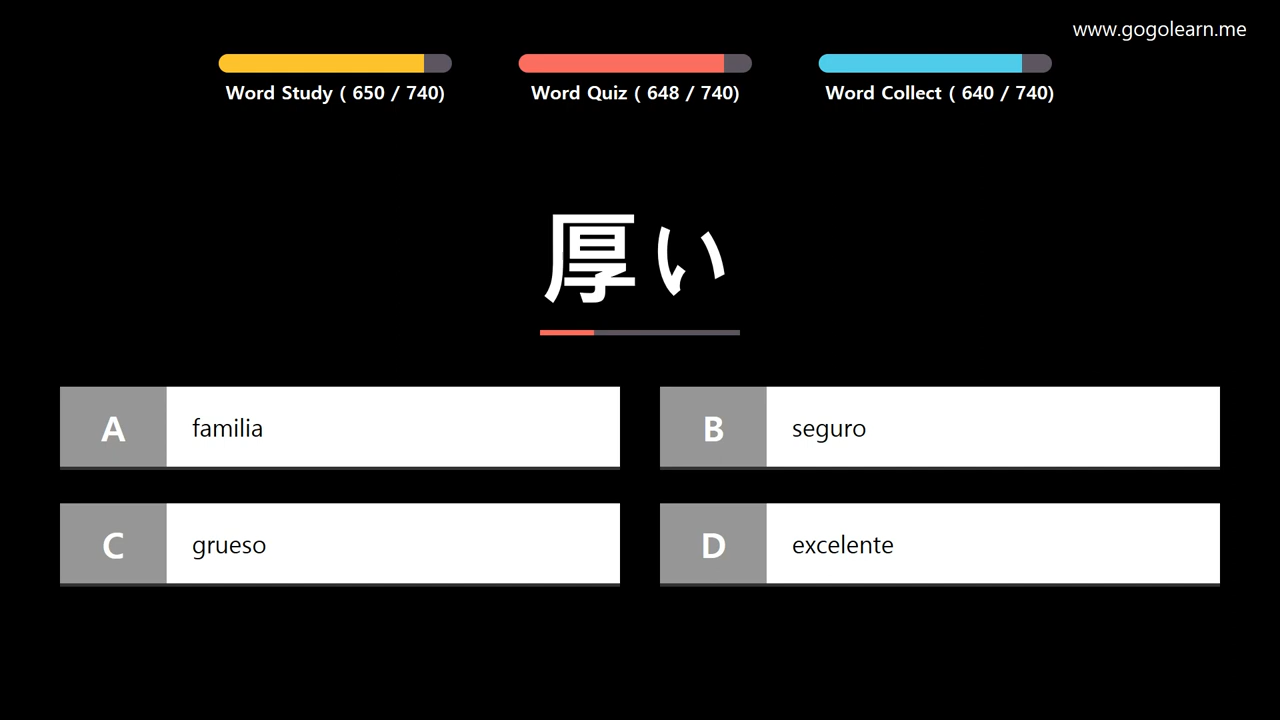 www.gogolearn.me
Word Study ( 650 / 740)
Word Quiz ( 648 / 740)
Word Collect ( 640 / 740)
厚い
A familia
B seguro
C grueso
D excelente